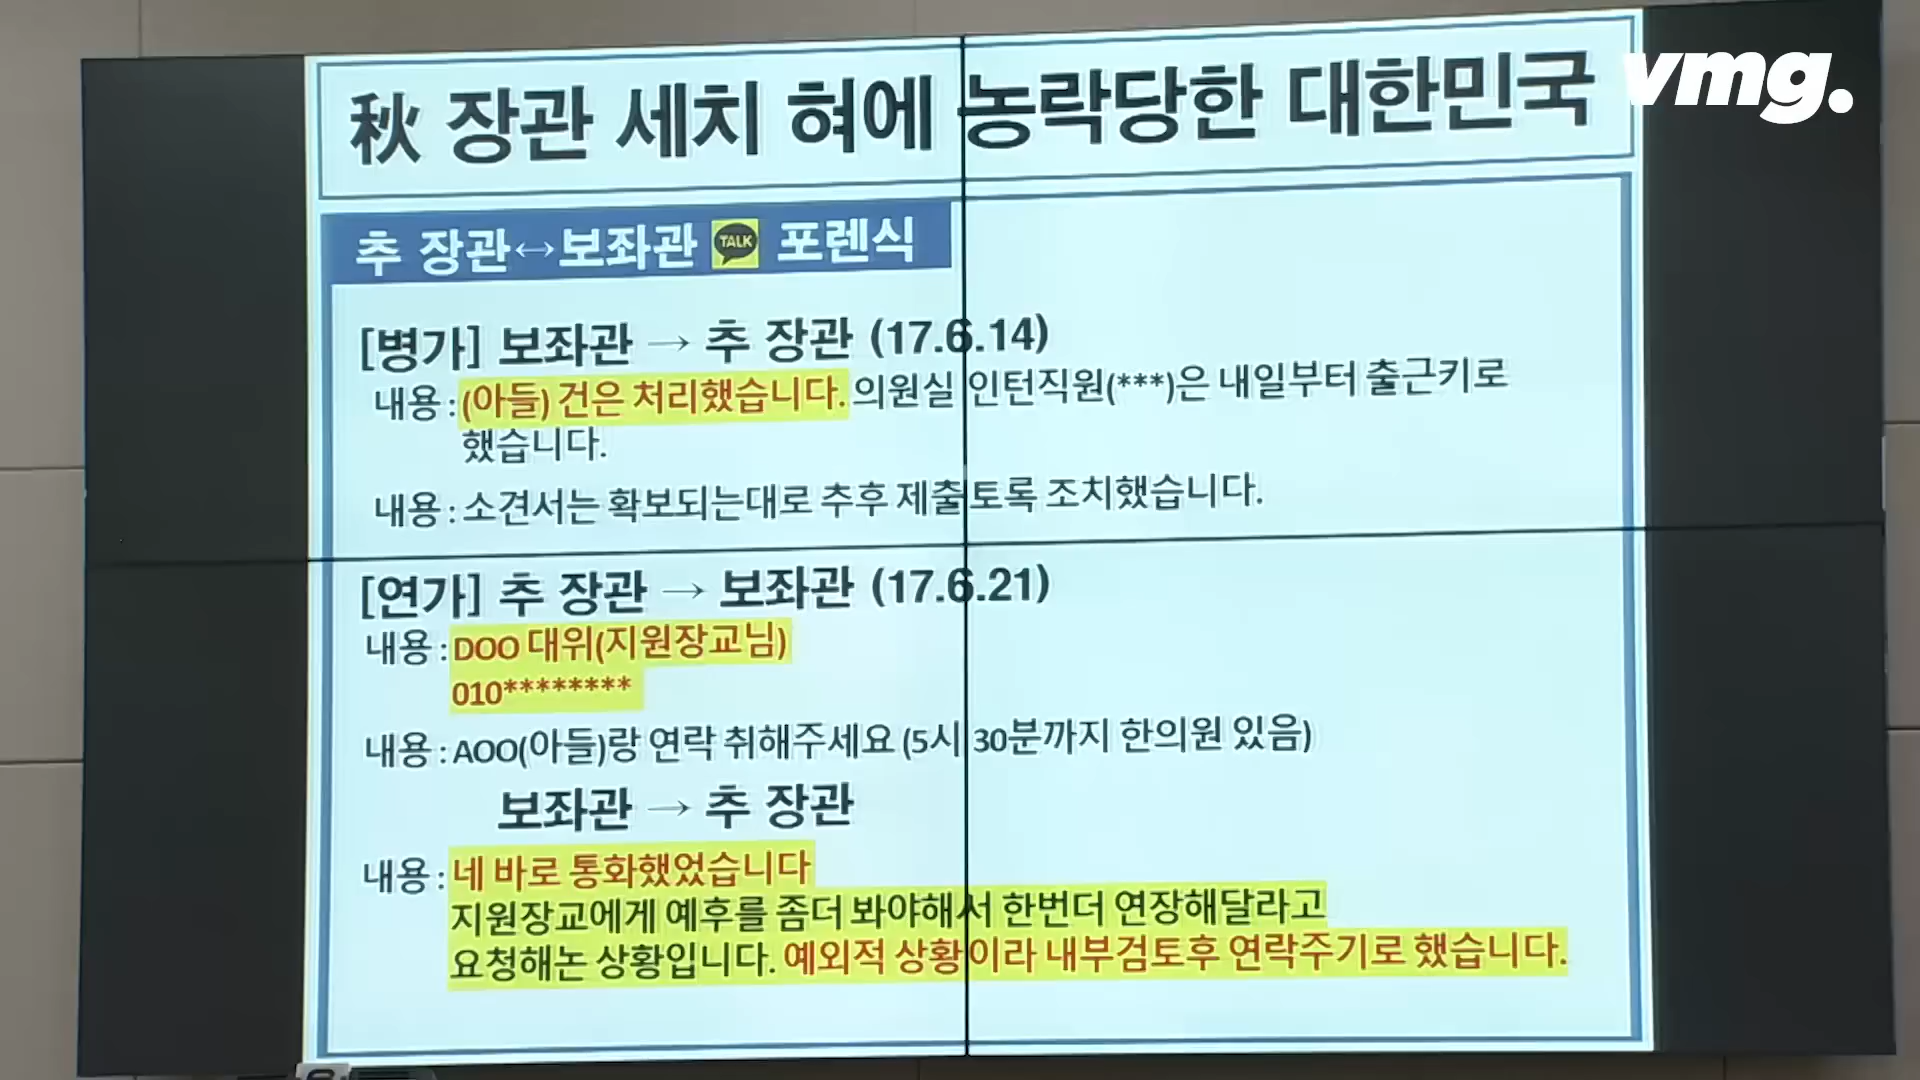 秋 장관 세치 혀에 농락당한 대한민국
vmg.
추 장관↔보좌관 TALK 포렌식
[병가] 보좌관 → 추 장관 (17.6.14)
내용 : (아들) 건은 처리했습니다. 의원실 인턴직원(***)은 내일부터 출근키로
했습니다.
내용 : 소견서는 확보되는대로 추후 제출토록 조치했습니다.
[연가] 추 장관 → 보좌관 (17.6.21)
내용 : DOO 대위(지원장교님)
010********
내용 : AOO(아들)랑 연락 취해주세요 (5시 30분까지 한의원 있음)
보좌관 → 추 장관
내용 : 네 바로 통화했었습니다
지원장교에게 예후를 좀더 봐야해서 한번더 연장해달라고
요청해논 상황입니다. 예외적 상황이라 내부검토후 연락주기로 했습니다.